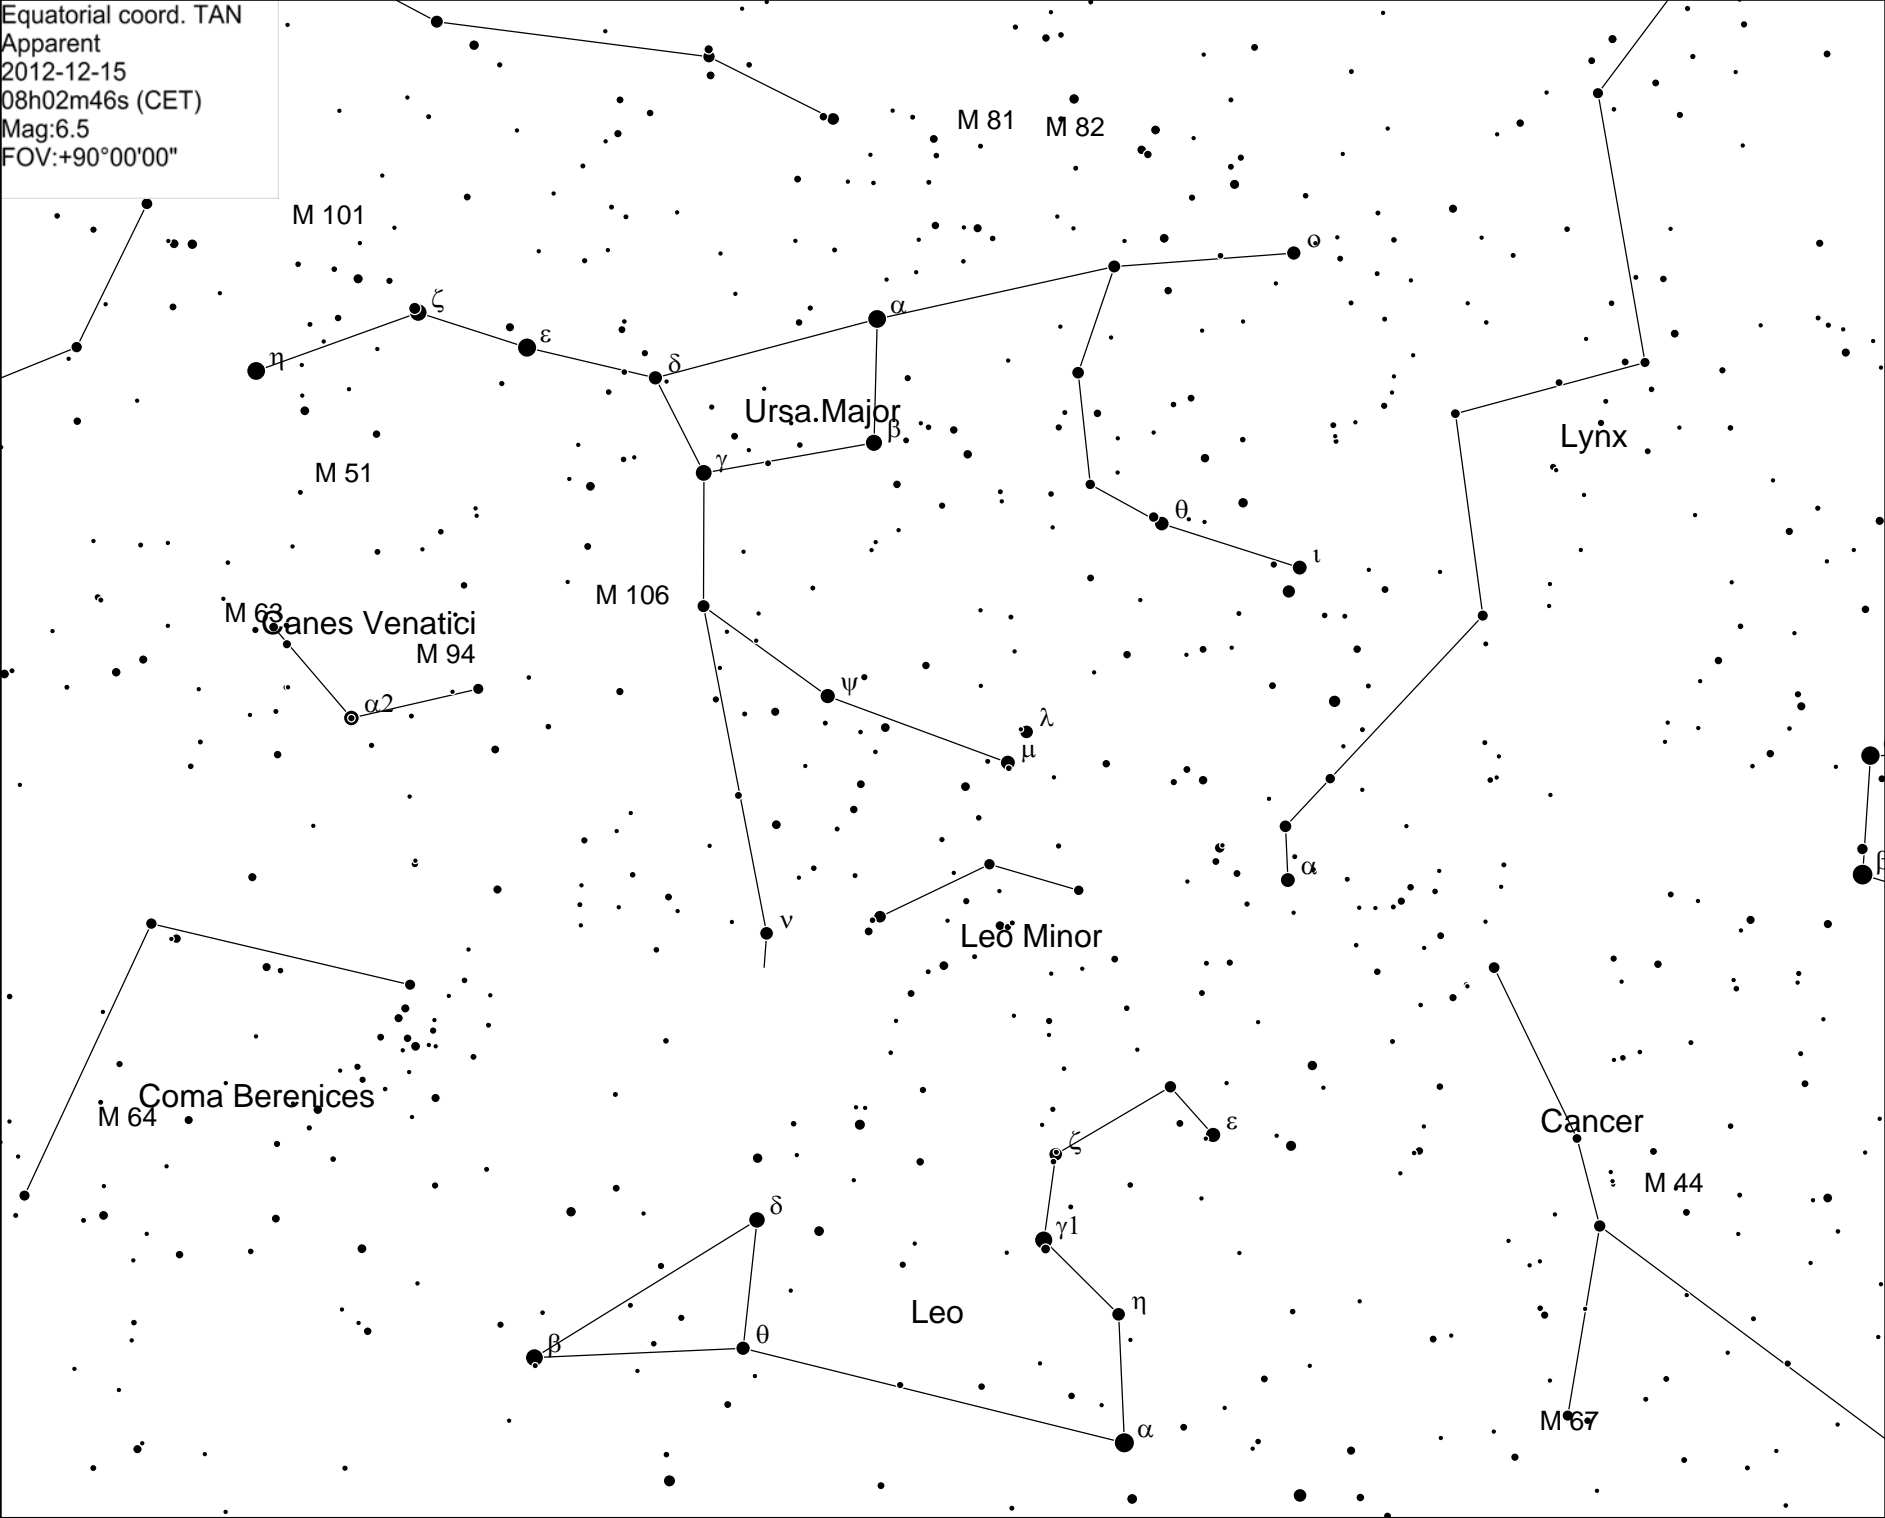 Equatorial coord. TAN
Apparent
2012-12-15
08h02m46s (CET)
Mag:6.5
FOV:+90°00'00"
M 81
M 82
M 101
ο
ζ
α
ε
η
δ
Ursa Major
β
Lynx
γ
M 51
θ
ι
M 106
M 63
Canes Venatici
M 94
ψ
α2
λ
μ
β
α
ν
Leo Minor
Coma Berenices
M 64
Cancer
ε
ζ
M 44
δ
γ1
η
Leo
β
θ
M 67
α